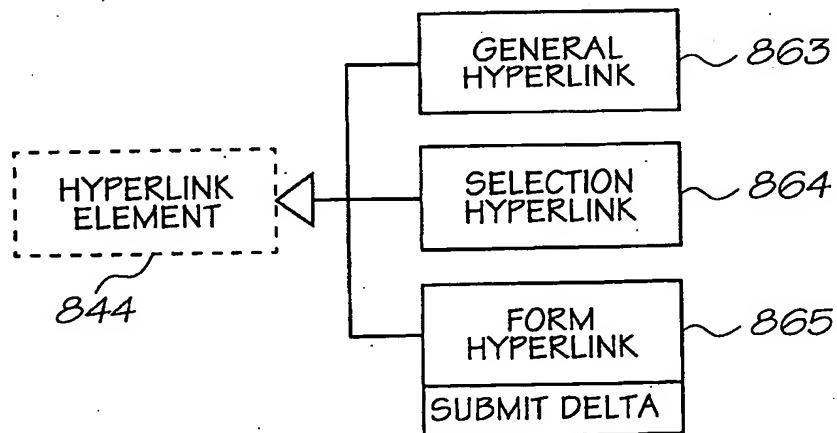 GENERAL
HYPERLINK
863
HYPERLINK
ELEMENT
844
SELECTION
HYPERLINK
864
FORM
HYPERLINK
865
SUBMIT DELTA